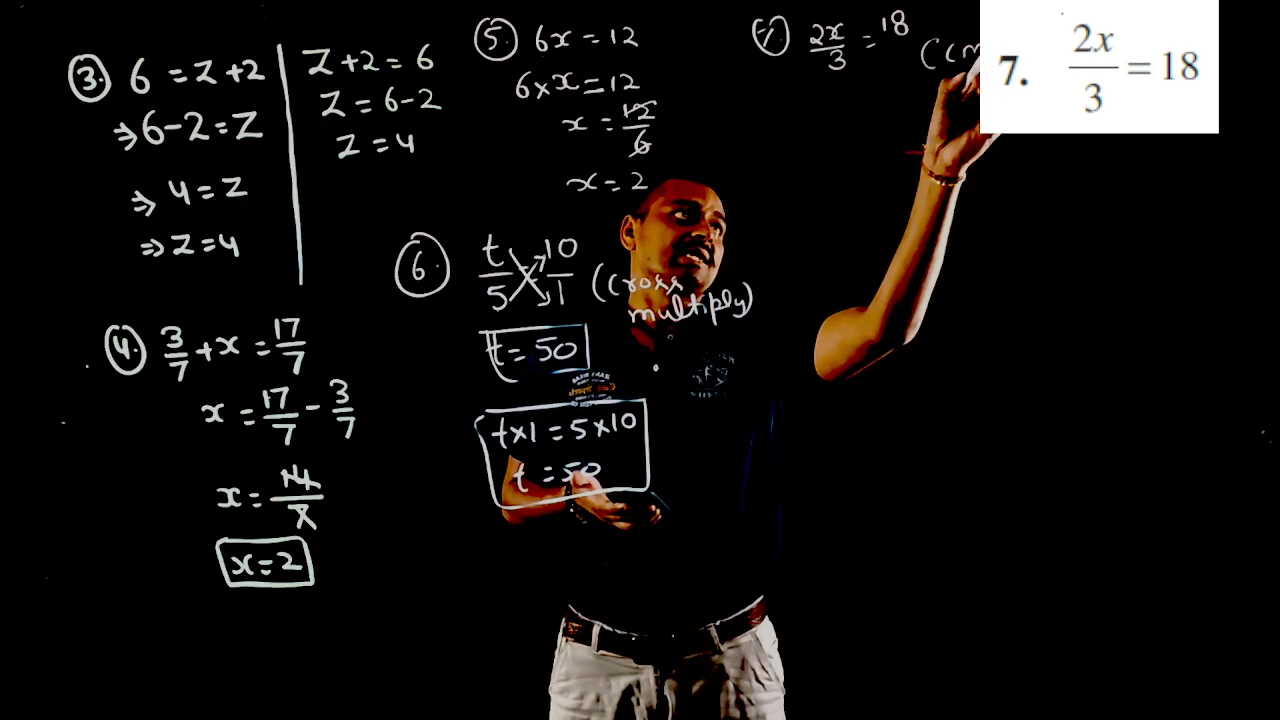 ③. 6 = z+2
⇒ 6-2 = z
⇒ 4 = z
⇒ z = 4
z+2 = 6
z = 6-2
z = 4
④. 3/7 + x = 17/7
x = 17/7 - 3/7
x = 14/7
x = 2
⑤. 6x = 12
6 × x = 12
x = 12/6
x = 2
⑥. t/5 = 10/1 (Cross
multiply)
t = 50
t×1 = 5×10
t = 50
⑦ 2x/3 = 18
7. 2x/3 = 18